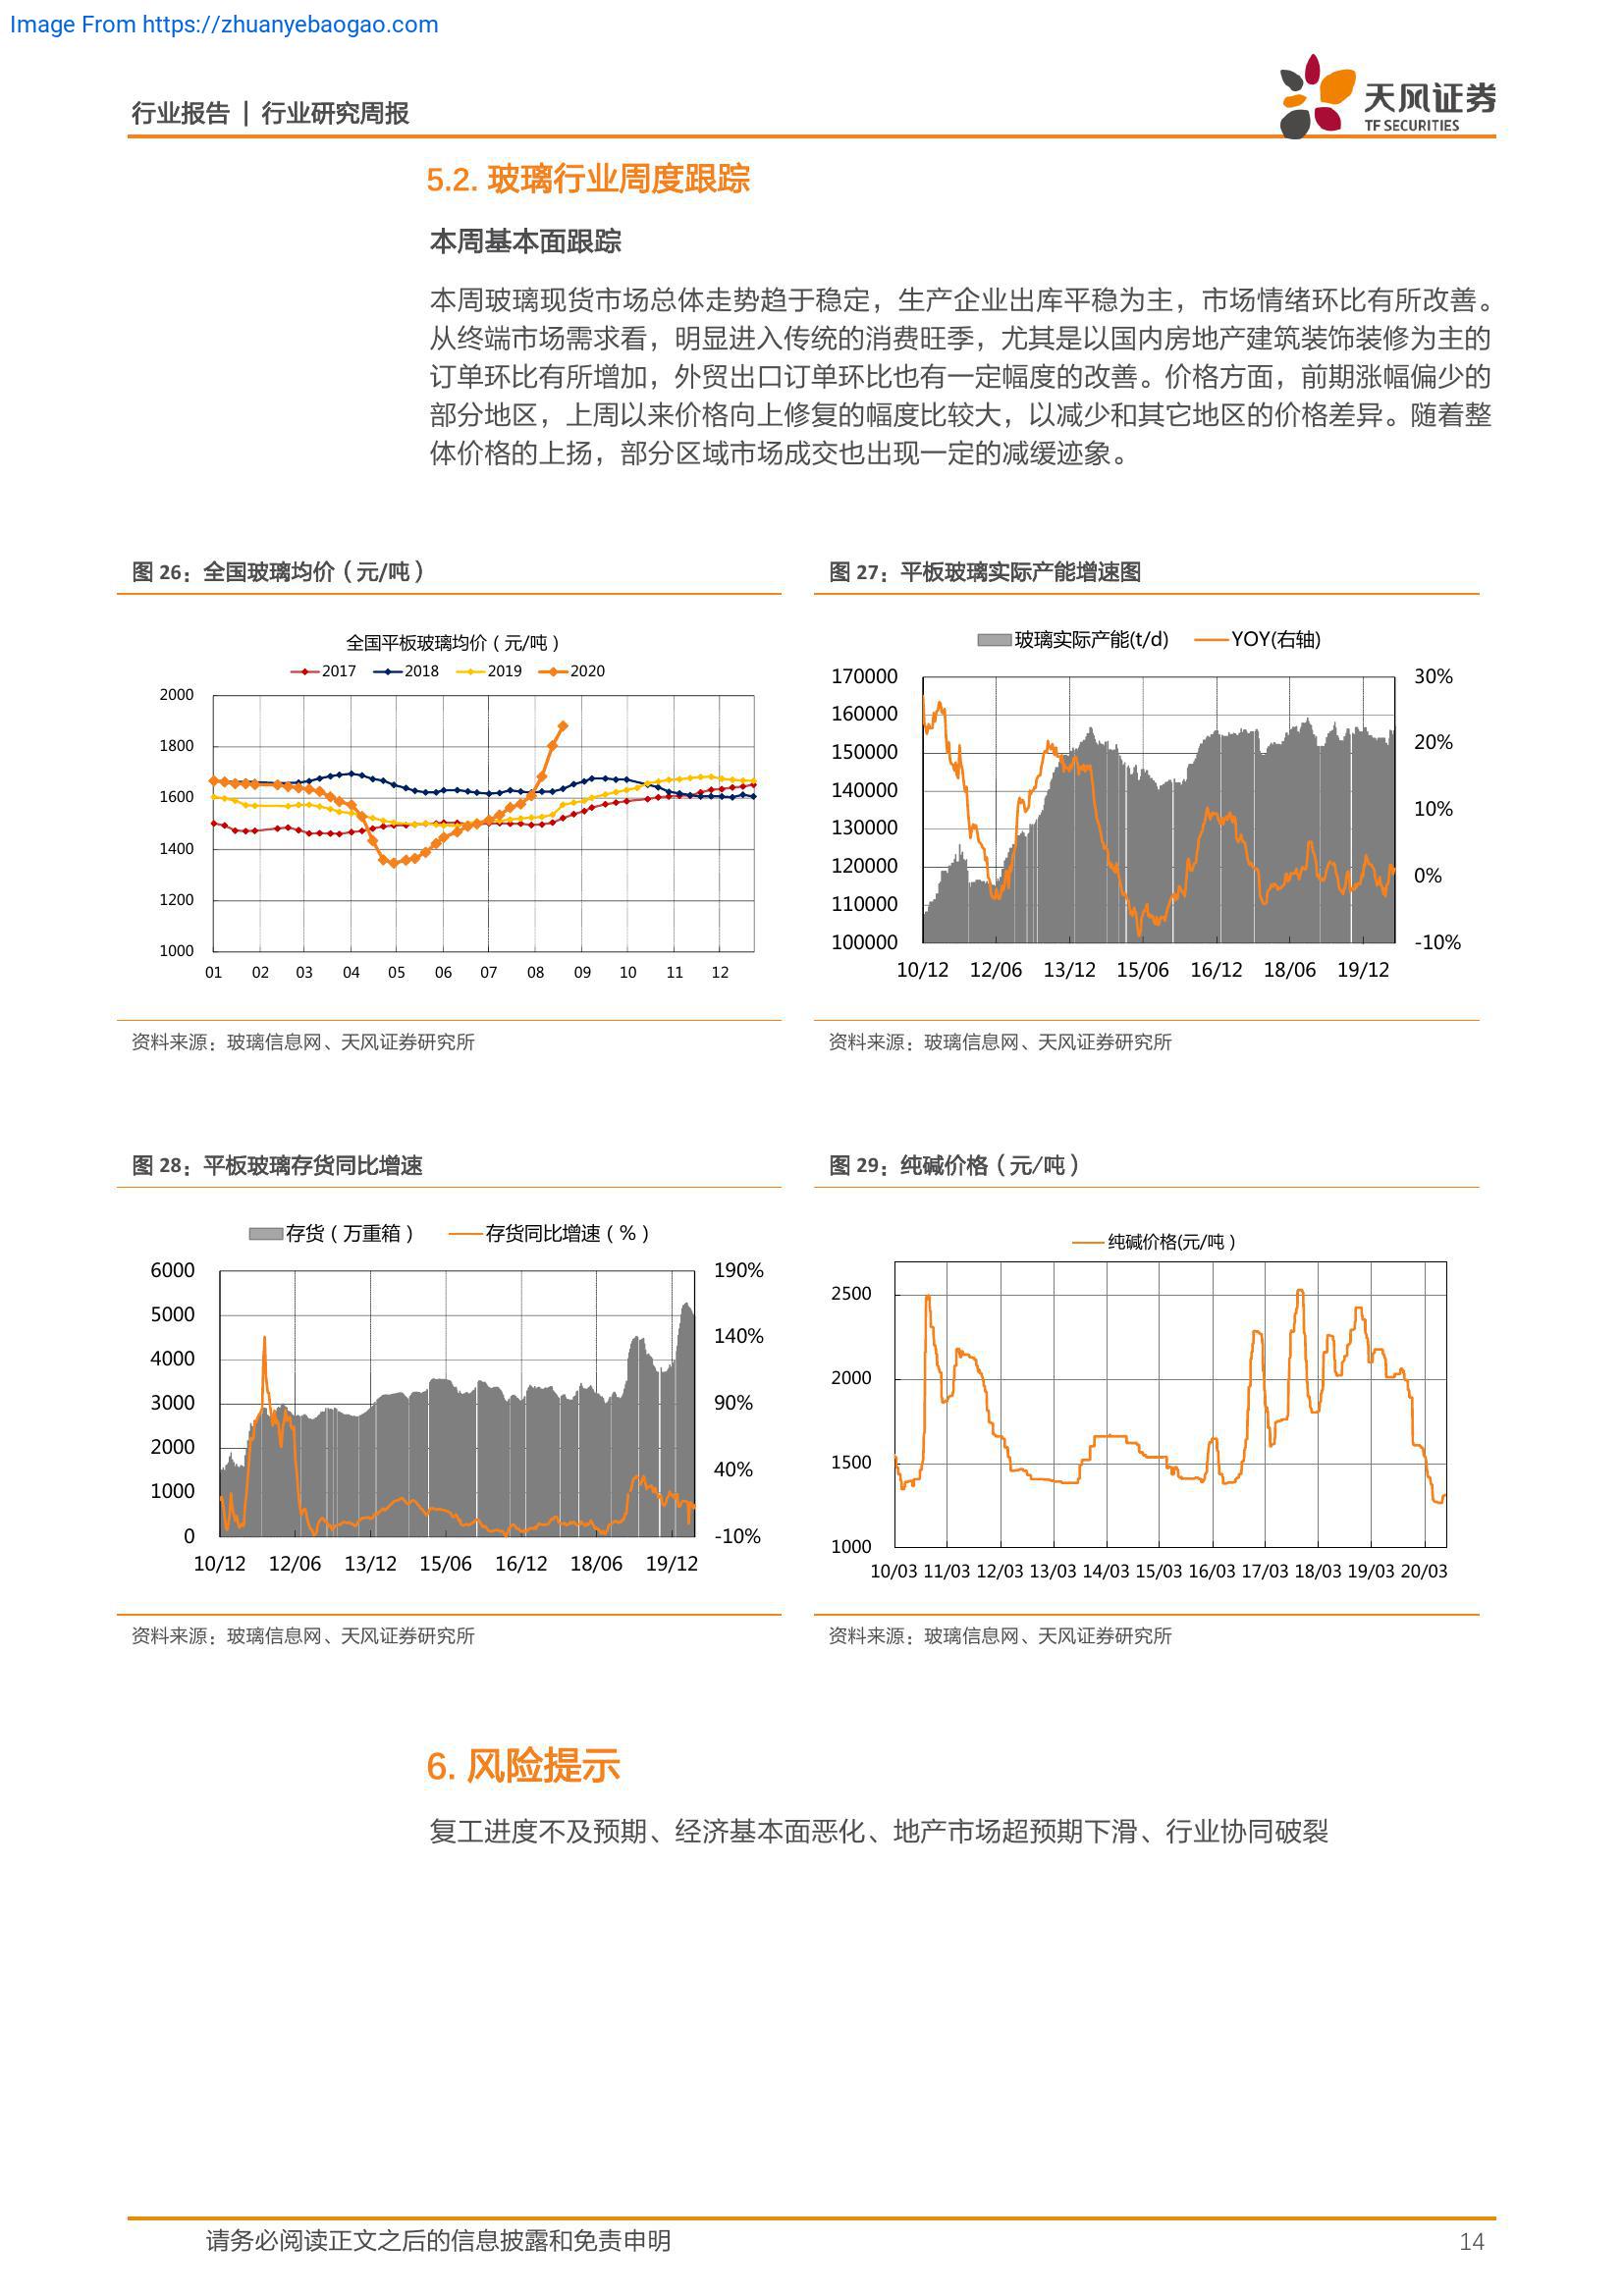 Image From https://zhuanyebaogao.com
行业报告 | 行业研究周报
天风证券
TF SECURITIES
5.2. 玻璃行业周度跟踪
本周基本面跟踪
本周玻璃现货市场总体走势趋于稳定，生产企业出库平稳为主，市场情绪环比有所改善。
从终端市场需求看，明显进入传统的消费旺季，尤其是以国内房地产建筑装饰装修为主的
订单环比有所增加，外贸出口订单环比也有一定幅度的改善。价格方面，前期涨幅偏少的
部分地区，上周以来价格向上修复的幅度比较大，以减少和其它地区的价格差异。随着整
体价格的上扬，部分区域市场成交也出现一定的减缓迹象。
图 26：全国玻璃均价（元/吨）
全国平板玻璃均价（元/吨）
2017 2018 2019 2020
2000
1800
1600
1400
1200
1000
01 02 03 04 05 06 07 08 09 10 11 12
资料来源：玻璃信息网、天风证券研究所
图 27：平板玻璃实际产能增速图
玻璃实际产能(t/d) YOY(右轴)
170000 30%
160000
150000 20%
140000
130000 10%
120000
110000 0%
100000 -10%
10/12 12/06 13/12 15/06 16/12 18/06 19/12
资料来源：玻璃信息网、天风证券研究所
图 28：平板玻璃存货同比增速
存货（万重箱） 存货同比增速（%）
6000 190%
5000
4000 140%
3000 90%
2000
1000 40%
0 -10%
10/12 12/06 13/12 15/06 16/12 18/06 19/12
资料来源：玻璃信息网、天风证券研究所
图 29：纯碱价格（元/吨）
纯碱价格(元/吨）
2500
2000
1500
1000
10/03 11/03 12/03 13/03 14/03 15/03 16/03 17/03 18/03 19/03 20/03
资料来源：玻璃信息网、天风证券研究所
6. 风险提示
复工进度不及预期、经济基本面恶化、地产市场超预期下滑、行业协同破裂
请务必阅读正文之后的信息披露和免责申明 14